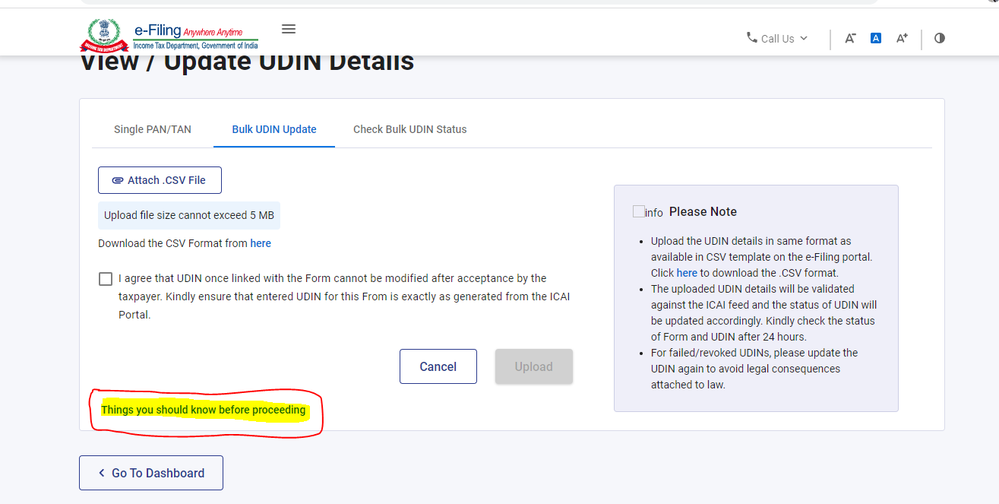 e-Filing Anywhere Anytime
Income Tax Department, Government of India
INCOME TAX DEPARTMENT
Call Us
A-
A
A+
View / Update UDIN Details
Single PAN/TAN
Bulk UDIN Update
Check Bulk UDIN Status
Attach .CSV File
Upload file size cannot exceed 5 MB
Download the CSV Format from here
I agree that UDIN once linked with the Form cannot be modified after acceptance by the
taxpayer. Kindly ensure that entered UDIN for this From is exactly as generated from the ICAI
Portal.
Cancel
Upload
Things you should know before proceeding
info Please Note
• Upload the UDIN details in same format as
available in CSV template on the e-Filing portal.
Click here to download the .CSV format.
• The uploaded UDIN details will be validated
against the ICAI feed and the status of UDIN will
be updated accordingly. Kindly check the status
of Form and UDIN after 24 hours.
• For failed/revoked UDINs, please update the
UDIN again to avoid legal consequences
attached to law.
Go To Dashboard